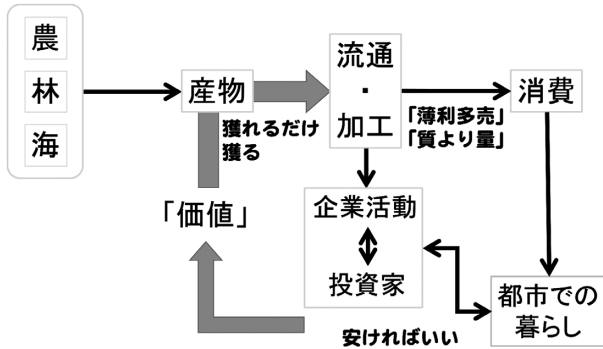 農
林
海
産物
獲れるだけ
獲る
流通
・
加工
「薄利多売」
「質より量」
消費
「価値」
企業活動
投資家
安ければいい
都市での
暮らし